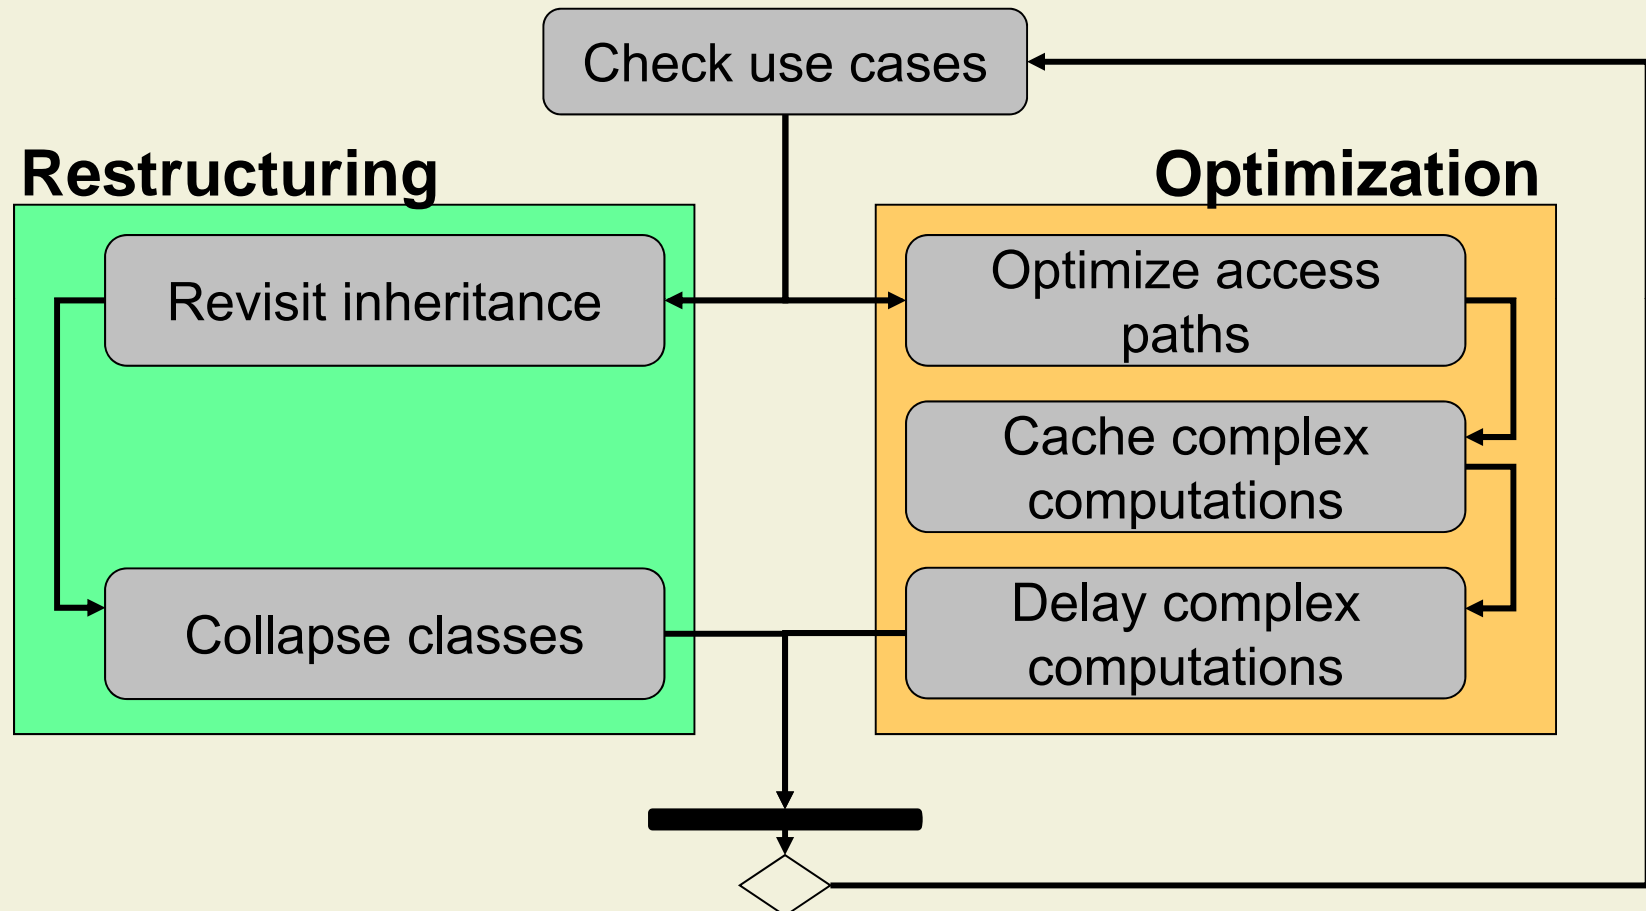 Check use cases
Restructuring
Optimization
Revisit inheritance
Optimize access
paths
Cache complex
computations
Collapse classes
Delay complex
computations